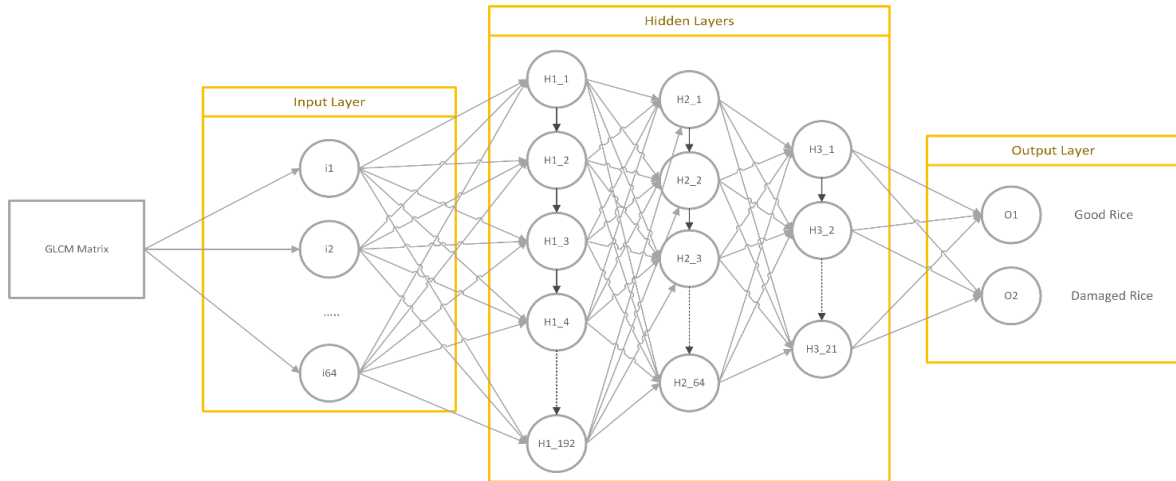 Hidden Layers
Input Layer
Output Layer
GLCM Matrix
i1
i2
.....
i64
H1_1
H1_2
H1_3
H1_4
H1_192
H2_1
H2_2
H2_3
H2_64
H3_1
H3_2
H3_21
O1
Good Rice
O2
Damaged Rice